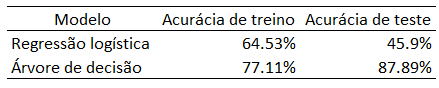 Modelo Acurácia de treino Acurácia de teste
Regressão logística 64.53% 45.9%
Árvore de decisão 77.11% 87.89%